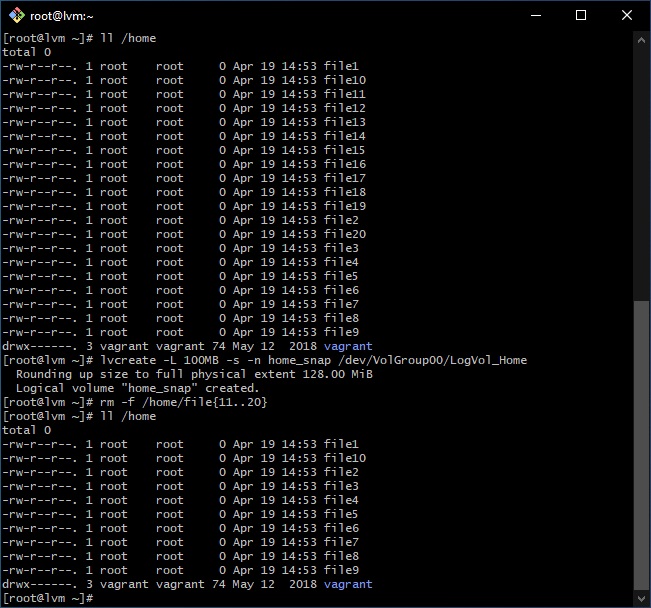 root@lvm:~
[root@lvm ~]# ll /home
total 0
-rw-r--r--. 1 root    root     0 Apr 19 14:53 file1
-rw-r--r--. 1 root    root     0 Apr 19 14:53 file10
-rw-r--r--. 1 root    root     0 Apr 19 14:53 file11
-rw-r--r--. 1 root    root     0 Apr 19 14:53 file12
-rw-r--r--. 1 root    root     0 Apr 19 14:53 file13
-rw-r--r--. 1 root    root     0 Apr 19 14:53 file14
-rw-r--r--. 1 root    root     0 Apr 19 14:53 file15
-rw-r--r--. 1 root    root     0 Apr 19 14:53 file16
-rw-r--r--. 1 root    root     0 Apr 19 14:53 file17
-rw-r--r--. 1 root    root     0 Apr 19 14:53 file18
-rw-r--r--. 1 root    root     0 Apr 19 14:53 file19
-rw-r--r--. 1 root    root     0 Apr 19 14:53 file2
-rw-r--r--. 1 root    root     0 Apr 19 14:53 file20
-rw-r--r--. 1 root    root     0 Apr 19 14:53 file3
-rw-r--r--. 1 root    root     0 Apr 19 14:53 file4
-rw-r--r--. 1 root    root     0 Apr 19 14:53 file5
-rw-r--r--. 1 root    root     0 Apr 19 14:53 file6
-rw-r--r--. 1 root    root     0 Apr 19 14:53 file7
-rw-r--r--. 1 root    root     0 Apr 19 14:53 file8
-rw-r--r--. 1 root    root     0 Apr 19 14:53 file9
drwx------. 3 vagrant vagrant 74 May 12  2018 vagrant
[root@lvm ~]# lvcreate -L 100MB -s -n home_snap /dev/VolGroup00/LogVol_Home
  Rounding up size to full physical extent 128.00 MiB
  Logical volume "home_snap" created.
[root@lvm ~]# rm -f /home/file{11..20}
[root@lvm ~]# ll /home
total 0
-rw-r--r--. 1 root    root     0 Apr 19 14:53 file1
-rw-r--r--. 1 root    root     0 Apr 19 14:53 file10
-rw-r--r--. 1 root    root     0 Apr 19 14:53 file2
-rw-r--r--. 1 root    root     0 Apr 19 14:53 file3
-rw-r--r--. 1 root    root     0 Apr 19 14:53 file4
-rw-r--r--. 1 root    root     0 Apr 19 14:53 file5
-rw-r--r--. 1 root    root     0 Apr 19 14:53 file6
-rw-r--r--. 1 root    root     0 Apr 19 14:53 file7
-rw-r--r--. 1 root    root     0 Apr 19 14:53 file8
-rw-r--r--. 1 root    root     0 Apr 19 14:53 file9
drwx------. 3 vagrant vagrant 74 May 12  2018 vagrant
[root@lvm ~]#